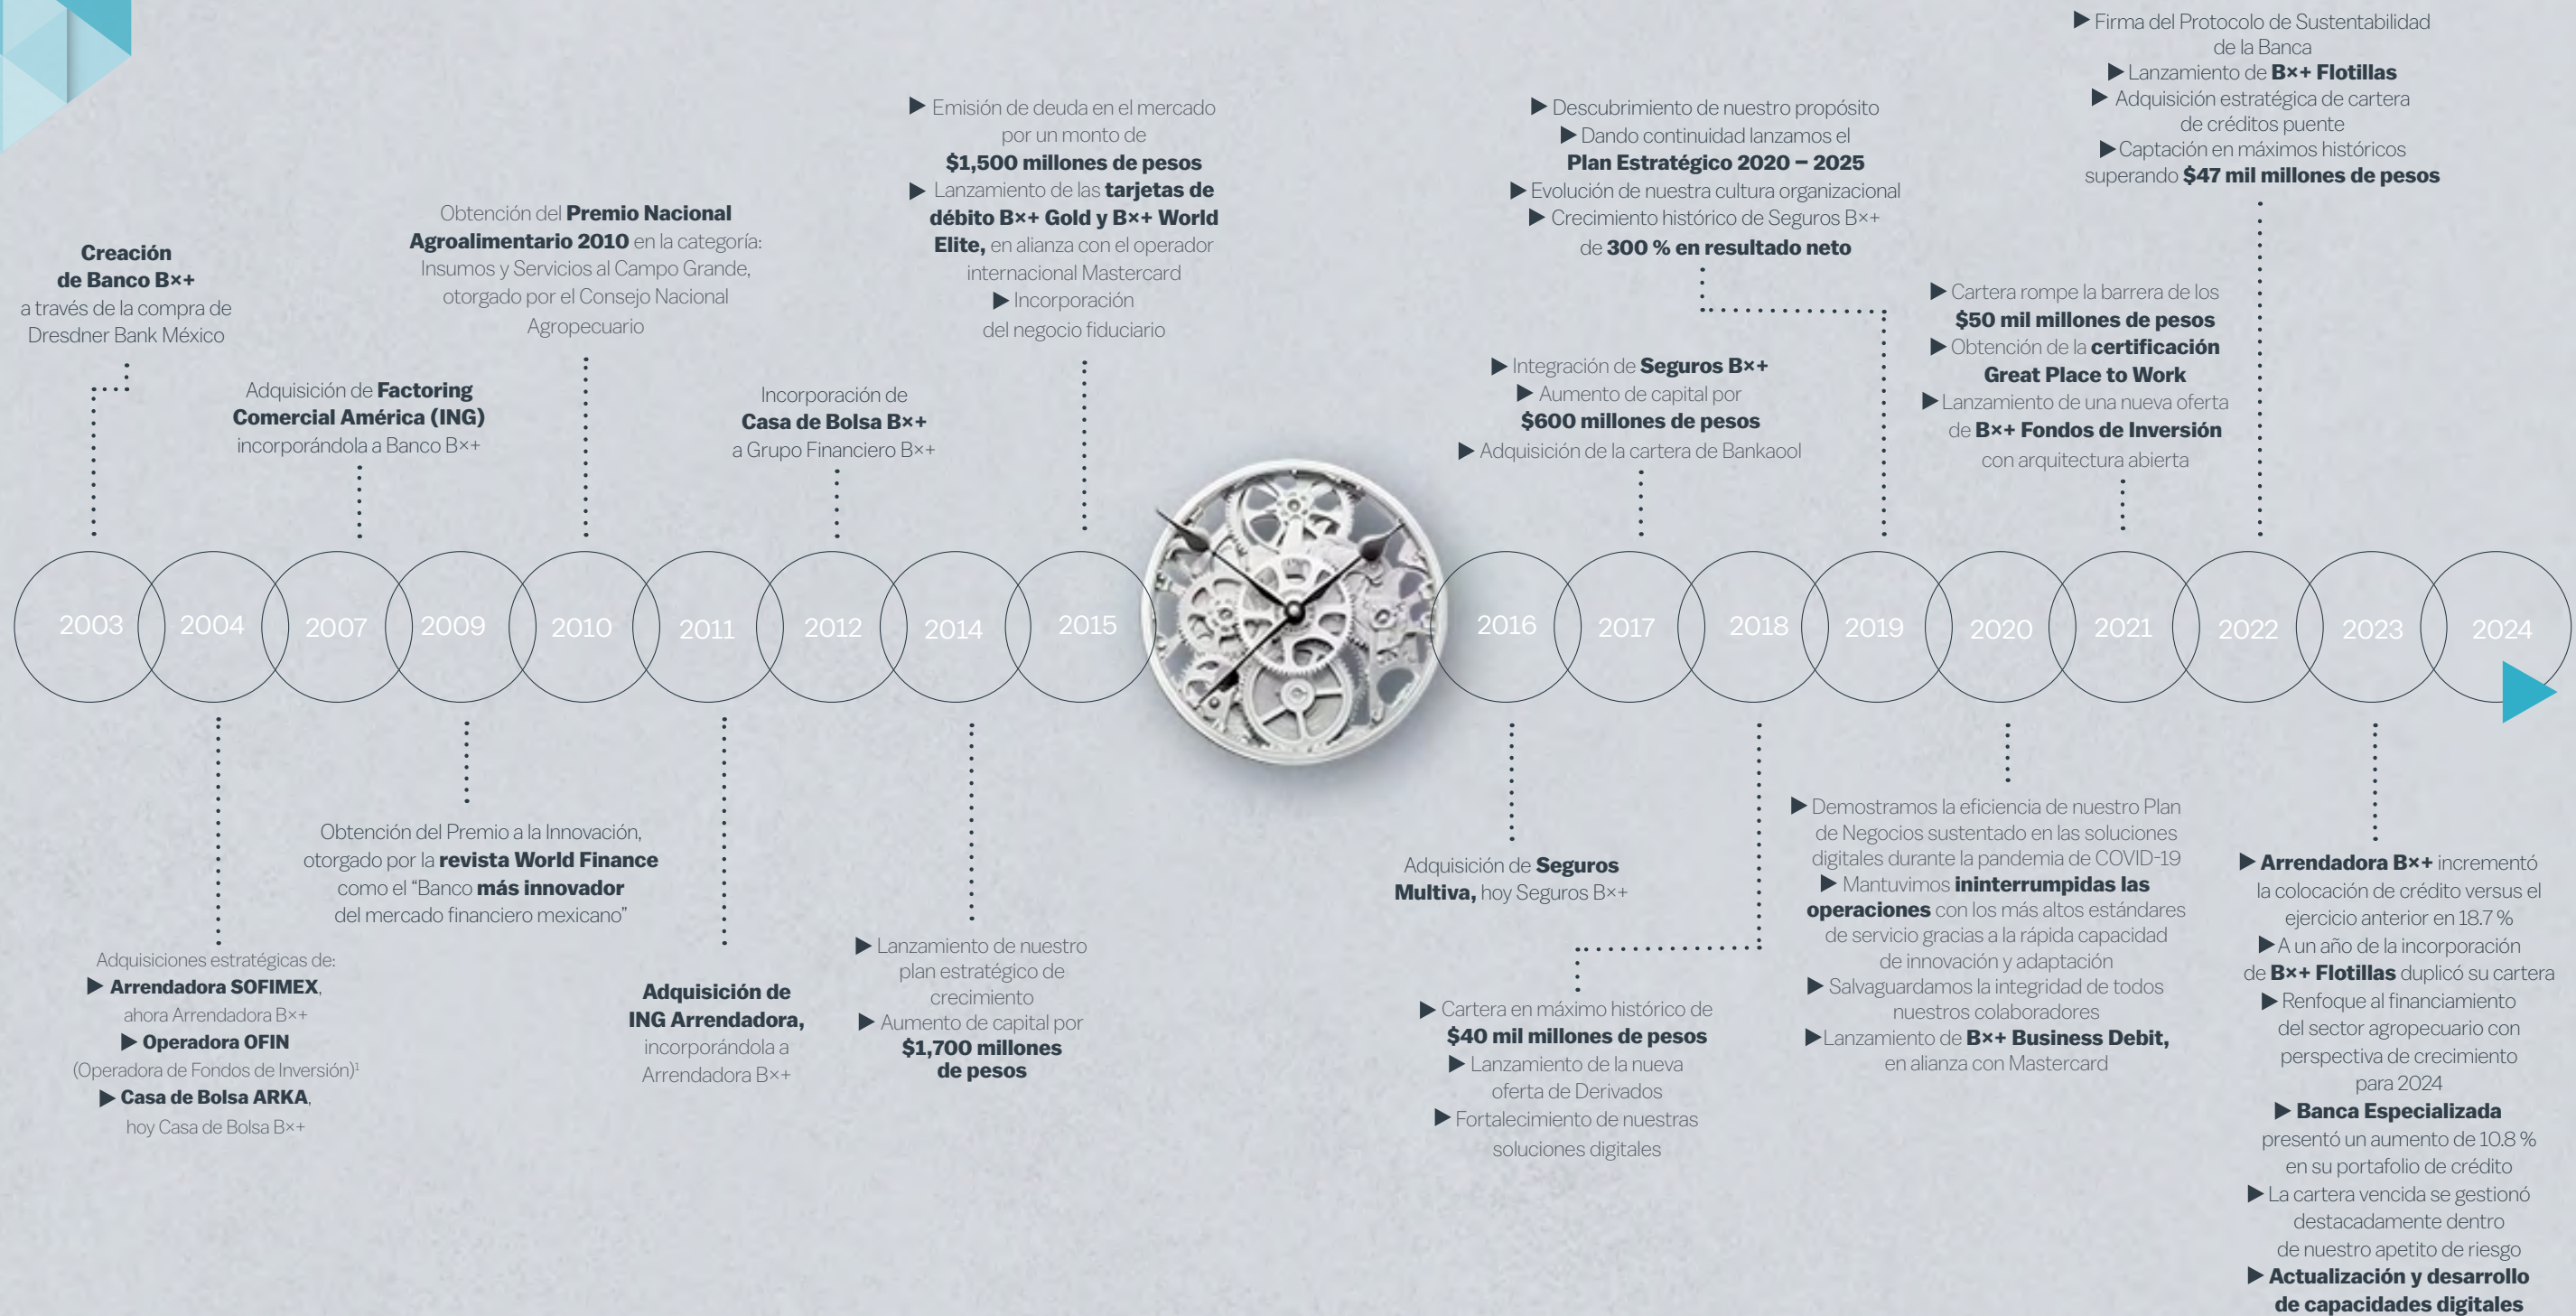 Creación
de Banco B×+
a través de la compra de
Dresdner Bank México
Adquisición de Factoring
Comercial América (ING)
incorporándola a Banco B×+
Obtención del Premio Nacional
Agroalimentario 2010 en la categoría:
Insumos y Servicios al Campo Grande,
otorgado por el Consejo Nacional
Agropecuario
Incorporación de
Casa de Bolsa B×+
a Grupo Financiero B×+
▶ Emisión de deuda en el mercado
por un monto de
$1,500 millones de pesos
▶ Lanzamiento de las tarjetas de
débito B×+ Gold y B×+ World
Elite, en alianza con el operador
internacional Mastercard
▶ Incorporación
del negocio fiduciario
▶ Integración de Seguros B×+
▶ Aumento de capital por
$600 millones de pesos
▶ Adquisición de la cartera de Bankaool
▶ Descubrimiento de nuestro propósito
▶ Dando continuidad lanzamos el
Plan Estratégico 2020 – 2025
▶ Evolución de nuestra cultura organizacional
▶ Crecimiento histórico de Seguros B×+
de 300 % en resultado neto
▶ Cartera rompe la barrera de los
$50 mil millones de pesos
▶ Obtención de la certificación
Great Place to Work
▶ Lanzamiento de una nueva oferta
de B×+ Fondos de Inversión
con arquitectura abierta
▶ Firma del Protocolo de Sustentabilidad
de la Banca
▶ Lanzamiento de B×+ Flotillas
▶ Adquisición estratégica de cartera
de créditos puente
▶ Captación en máximos históricos
superando $47 mil millones de pesos
2003 2004 2007 2009 2010 2011 2012 2014 2015 2016 2017 2018 2019 2020 2021 2022 2023 2024
Adquisiciones estratégicas de:
▶ Arrendadora SOFIMEX,
ahora Arrendadora B×+
▶ Operadora OFIN
(Operadora de Fondos de Inversión)¹
▶ Casa de Bolsa ARKA,
hoy Casa de Bolsa B×+
Obtención del Premio a la Innovación,
otorgado por la revista World Finance
como el “Banco más innovador
del mercado financiero mexicano”
Adquisición de
ING Arrendadora,
incorporándola a
Arrendadora B×+
▶ Lanzamiento de nuestro
plan estratégico de
crecimiento
▶ Aumento de capital por
$1,700 millones
de pesos
Adquisición de Seguros
Multiva, hoy Seguros B×+
▶ Cartera en máximo histórico de
$40 mil millones de pesos
▶ Lanzamiento de la nueva
oferta de Derivados
▶ Fortalecimiento de nuestras
soluciones digitales
▶ Demostramos la eficiencia de nuestro Plan
de Negocios sustentado en las soluciones
digitales durante la pandemia de COVID-19
▶ Mantuvimos ininterrumpidas las
operaciones con los más altos estándares
de servicio gracias a la rápida capacidad
de innovación y adaptación
▶ Salvaguardamos la integridad de todos
nuestros colaboradores
▶ Lanzamiento de B×+ Business Debit,
en alianza con Mastercard
▶ Arrendadora B×+ incrementó
la colocación de crédito versus el
ejercicio anterior en 18.7 %
▶ A un año de la incorporación
de B×+ Flotillas duplicó su cartera
▶ Renfoque al financiamiento
del sector agropecuario con
perspectiva de crecimiento
para 2024
▶ Banca Especializada
presentó un aumento de 10.8 %
en su portafolio de crédito
▶ La cartera vencida se gestionó
destacadamente dentro
de nuestro apetito de riesgo
▶ Actualización y desarrollo
de capacidades digitales